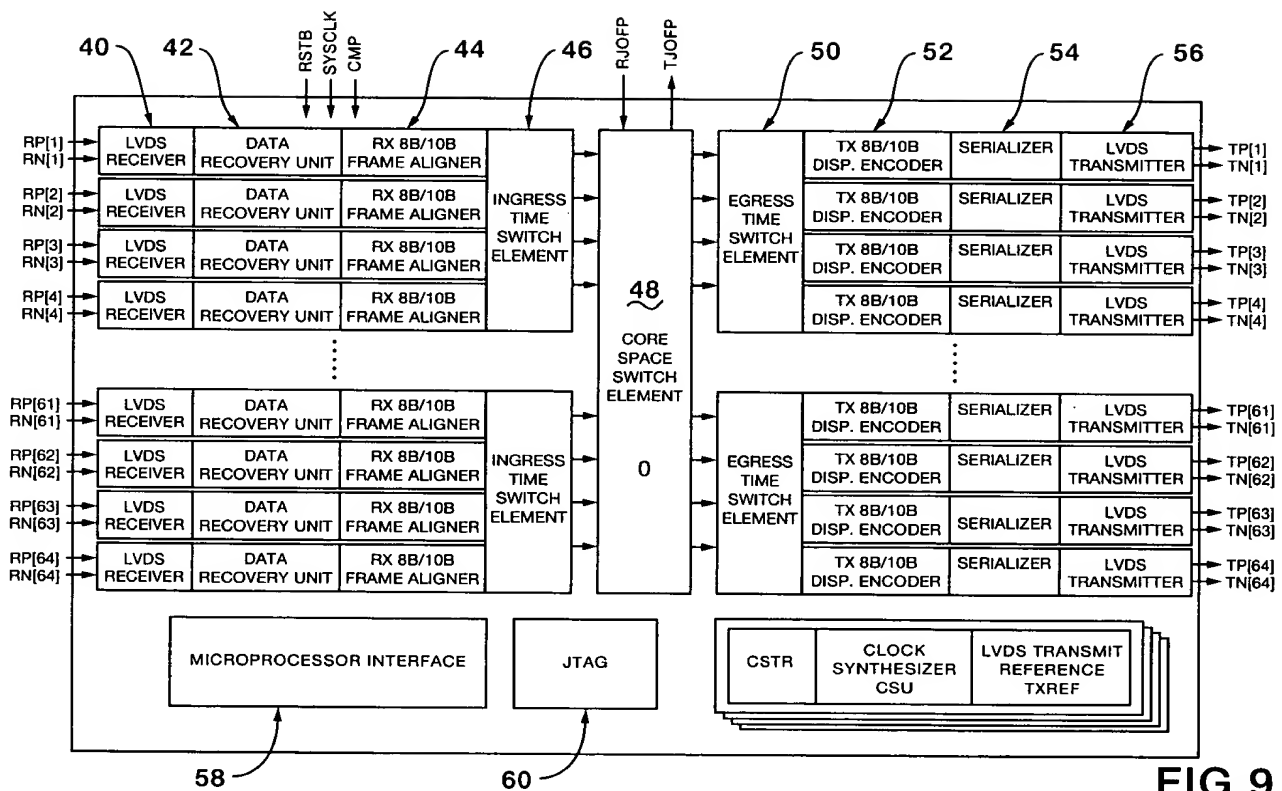 40
42
RSTB
SYSCLK
CMP
44
46
RJOFP
TJOFP
50
52
54
56
RP[1]
RN[1]
LVDS
RECEIVER
DATA
RECOVERY UNIT
RX 8B/10B
FRAME ALIGNER
RP[2]
RN[2]
LVDS
RECEIVER
DATA
RECOVERY UNIT
RX 8B/10B
FRAME ALIGNER
RP[3]
RN[3]
LVDS
RECEIVER
DATA
RECOVERY UNIT
RX 8B/10B
FRAME ALIGNER
RP[4]
RN[4]
LVDS
RECEIVER
DATA
RECOVERY UNIT
RX 8B/10B
FRAME ALIGNER
INGRESS
TIME
SWITCH
ELEMENT
48
CORE
SPACE
SWITCH
ELEMENT
0
EGRESS
TIME
SWITCH
ELEMENT
TX 8B/10B
DISP. ENCODER
SERIALIZER
LVDS
TRANSMITTER
TP[1]
TN[1]
TX 8B/10B
DISP. ENCODER
SERIALIZER
LVDS
TRANSMITTER
TP[2]
TN[2]
TX 8B/10B
DISP. ENCODER
SERIALIZER
LVDS
TRANSMITTER
TP[3]
TN[3]
TX 8B/10B
DISP. ENCODER
SERIALIZER
LVDS
TRANSMITTER
TP[4]
TN[4]
RP[61]
RN[61]
LVDS
RECEIVER
DATA
RECOVERY UNIT
RX 8B/10B
FRAME ALIGNER
RP[62]
RN[62]
LVDS
RECEIVER
DATA
RECOVERY UNIT
RX 8B/10B
FRAME ALIGNER
RP[63]
RN[63]
LVDS
RECEIVER
DATA
RECOVERY UNIT
RX 8B/10B
FRAME ALIGNER
RP[64]
RN[64]
LVDS
RECEIVER
DATA
RECOVERY UNIT
RX 8B/10B
FRAME ALIGNER
INGRESS
TIME
SWITCH
ELEMENT
EGRESS
TIME
SWITCH
ELEMENT
TX 8B/10B
DISP. ENCODER
SERIALIZER
LVDS
TRANSMITTER
TP[61]
TN[61]
TX 8B/10B
DISP. ENCODER
SERIALIZER
LVDS
TRANSMITTER
TP[62]
TN[62]
TX 8B/10B
DISP. ENCODER
SERIALIZER
LVDS
TRANSMITTER
TP[63]
TN[63]
TX 8B/10B
DISP. ENCODER
SERIALIZER
LVDS
TRANSMITTER
TP[64]
TN[64]
MICROPROCESSOR INTERFACE
JTAG
CSTR
CLOCK
SYNTHESIZER
CSU
LVDS TRANSMIT
REFERENCE
TXREF
58
60
FIG 9